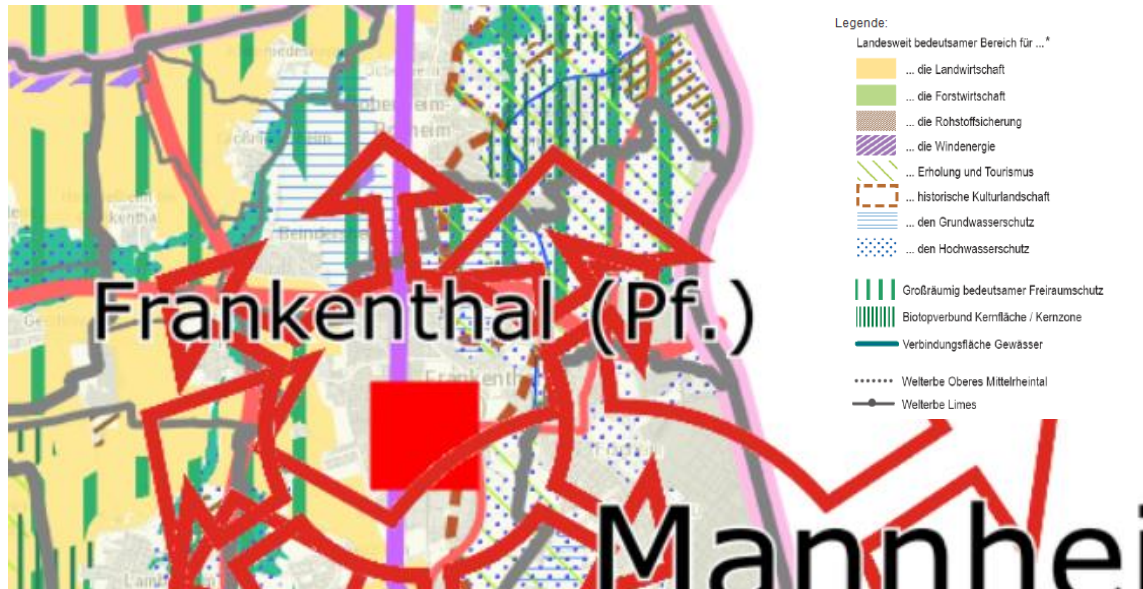 Legende:
Landesweit bedeutsamer Bereich für ...*
... die Landwirtschaft
... die Forstwirtschaft
... die Rohstoffsicherung
... die Windenergie
... Erholung und Tourismus
... historische Kulturlandschaft
... den Grundwasserschutz
... den Hochwasserschutz
Großräumig bedeutsamer Freiraumschutz
Biotopverbund Kernfläche / Kernzone
Verbindungsfläche Gewässer
Welterbe Oberes Mittelrheintal
Welterbe Limes
Frankenthal (Pf.)
Mannhei